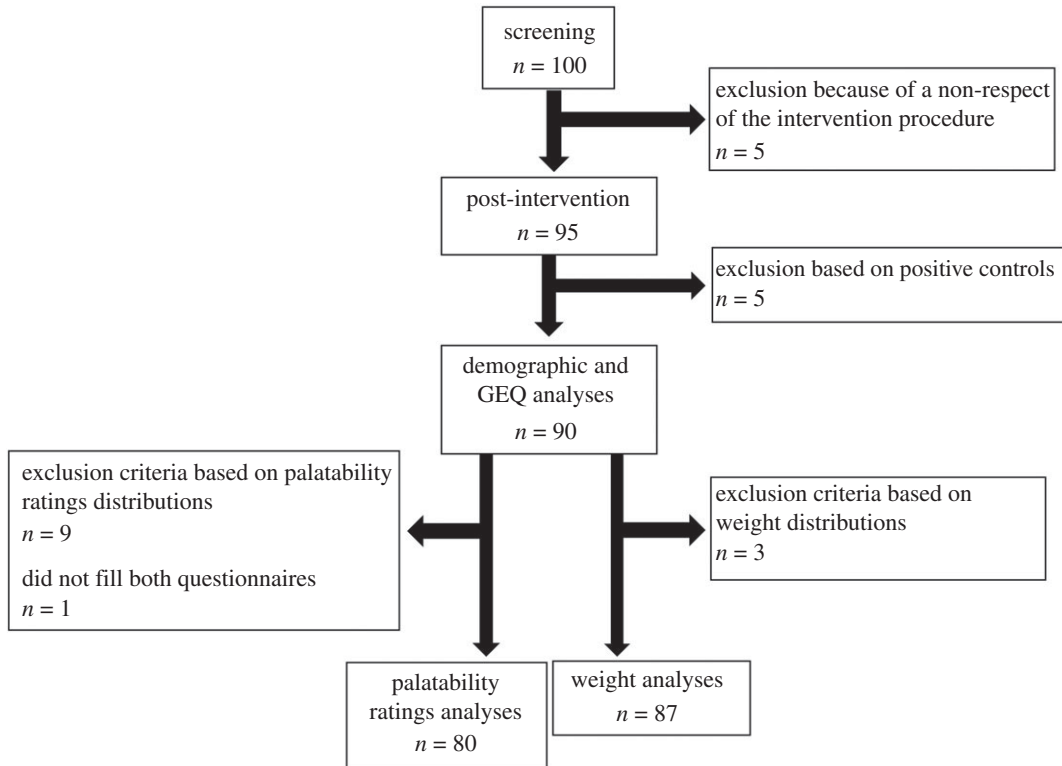 screening
n = 100
exclusion because of a non-respect
of the intervention procedure
n = 5
post-intervention
n = 95
exclusion based on positive controls
n = 5
demographic and
GEQ analyses
n = 90
exclusion criteria based on palatability
ratings distributions
n = 9
did not fill both questionnaires
n = 1
exclusion criteria based on
weight distributions
n = 3
palatability
ratings analyses
n = 80
weight analyses
n = 87